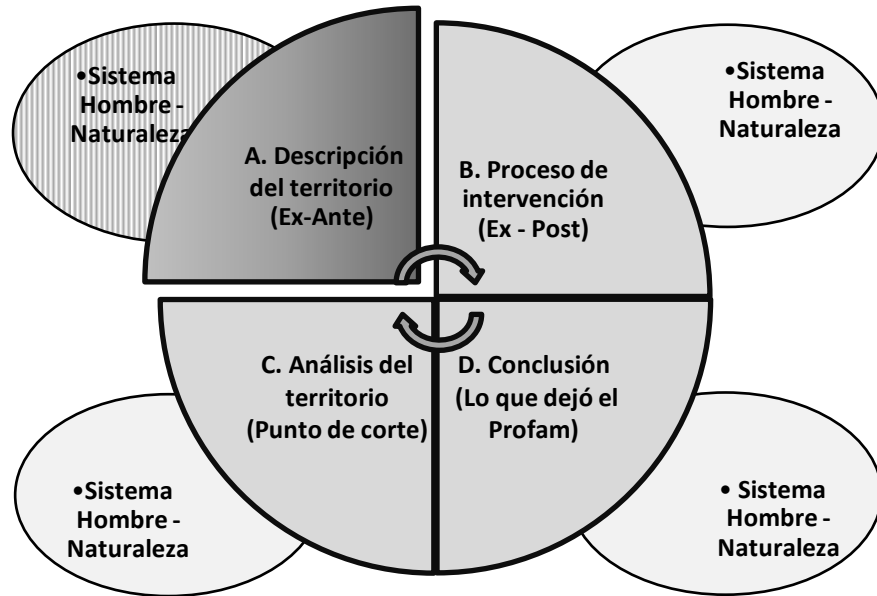 •Sistema
Hombre -
Naturaleza
A. Descripción
del territorio
(Ex-Ante)
B. Proceso de
intervención
(Ex - Post)
•Sistema
Hombre -
Naturaleza
C. Análisis del
territorio
(Punto de corte)
D. Conclusión
(Lo que dejó el
Profam)
•Sistema
Hombre -
Naturaleza
• Sistema
Hombre -
Naturaleza